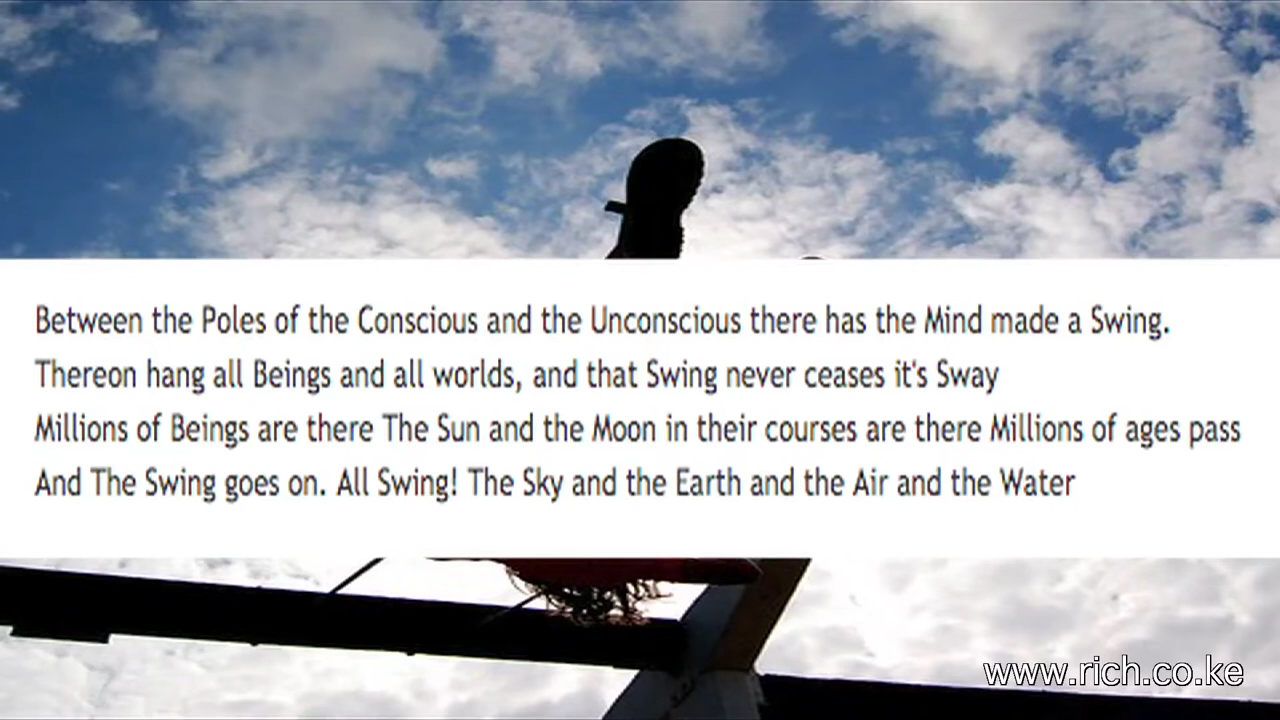 Between the Poles of the Conscious and the Unconscious there has the Mind made a Swing.
Thereon hang all Beings and all worlds, and that Swing never ceases it's Sway
Millions of Beings are there The Sun and the Moon in their courses are there Millions of ages pass
And The Swing goes on. All Swing! The Sky and the Earth and the Air and the Water
www.rich.co.ke